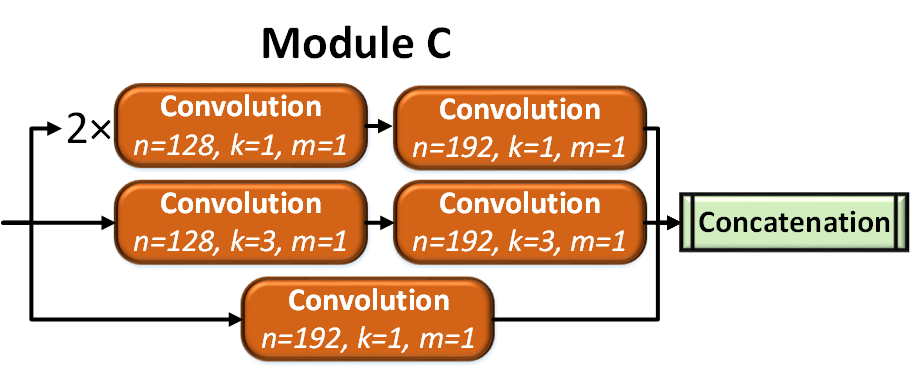 Module C
2×
Convolution
n=128, k=1, m=1
Convolution
n=192, k=1, m=1
Convolution
n=128, k=3, m=1
Convolution
n=192, k=3, m=1
Concatenation
Convolution
n=192, k=1, m=1